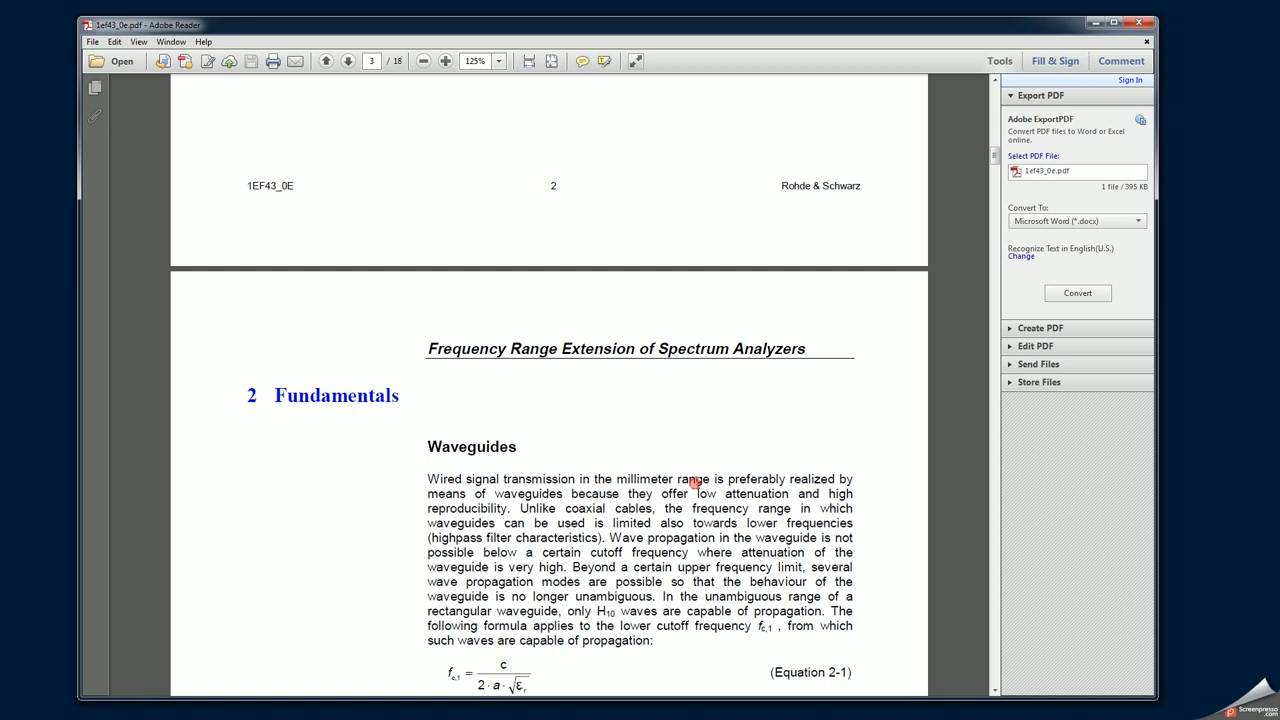 1ef43_0e.pdf - Adobe Reader
File Edit View Window Help
Open 3 / 18 125% Tools Fill & Sign Comment
Sign In
Export PDF
Adobe ExportPDF
Convert PDF files to Word or Excel
online.
Select PDF File:
1ef43_0e.pdf
1 file / 395 KB
Convert To:
Microsoft Word (*.docx)
Recognize Text in English(U.S.)
Change
Convert
Create PDF
Edit PDF
Send Files
Store Files
1EF43_0E 2 Rohde & Schwarz
Frequency Range Extension of Spectrum Analyzers
2 Fundamentals
Waveguides
Wired signal transmission in the millimeter range is preferably realized by
means of waveguides because they offer low attenuation and high
reproducibility. Unlike coaxial cables, the frequency range in which
waveguides can be used is limited also towards lower frequencies
(highpass filter characteristics). Wave propagation in the waveguide is not
possible below a certain cutoff frequency where attenuation of the
waveguide is very high. Beyond a certain upper frequency limit, several
wave propagation modes are possible so that the behaviour of the
waveguide is no longer unambiguous. In the unambiguous range of a
rectangular waveguide, only H10 waves are capable of propagation. The
following formula applies to the lower cutoff frequency fc,1 , from which
such waves are capable of propagation:
fc,1 = c / 2 · a · √εr (Equation 2-1)
Screenpresso
.com